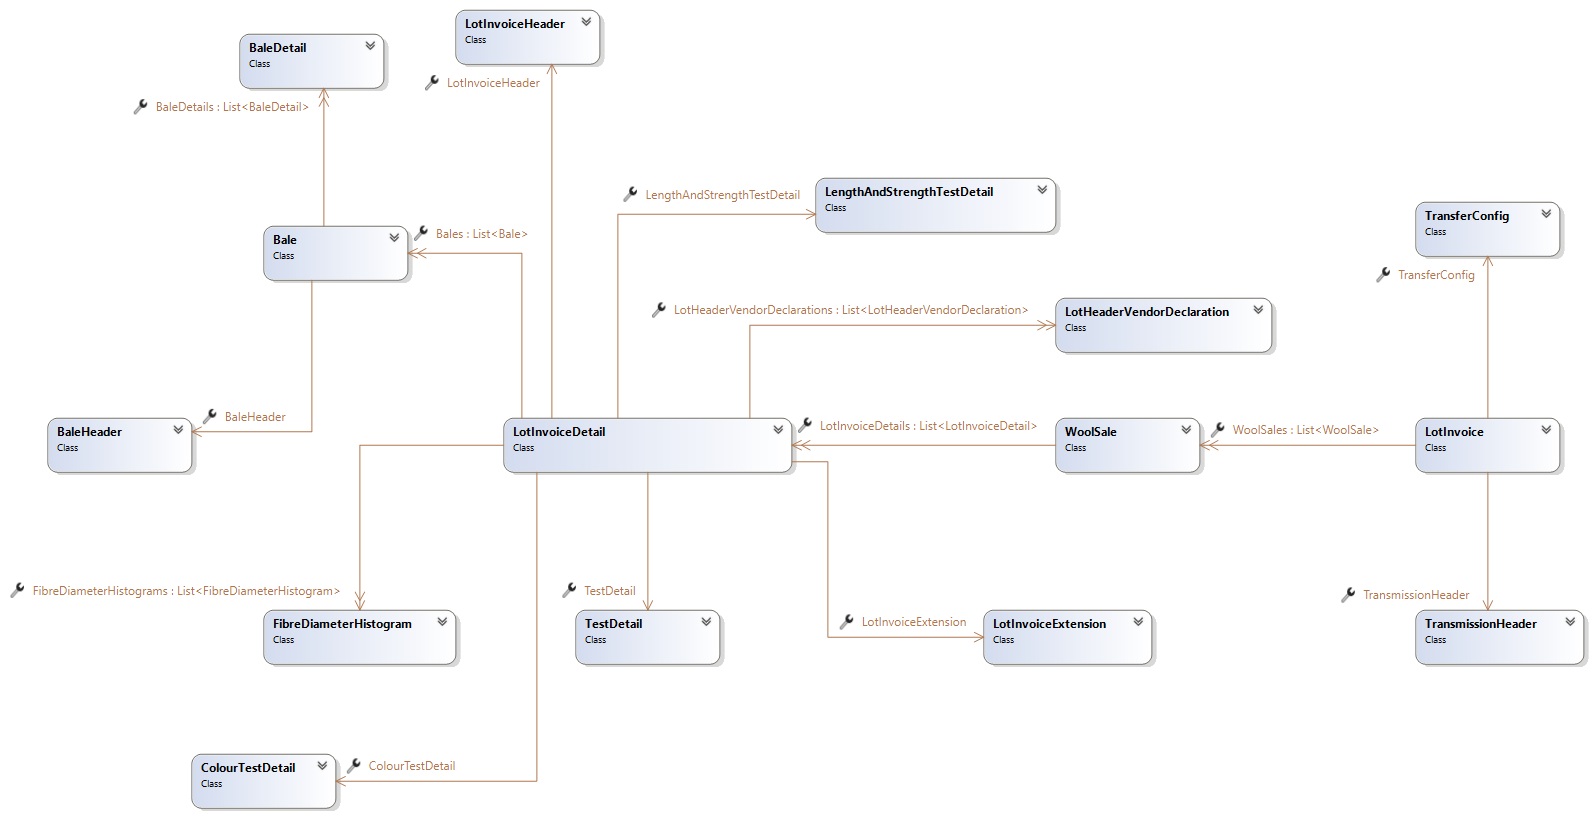 LotInvoiceHeader
Class
BaleDetail
Class
LotInvoiceHeader
BaleDetails : List<BaleDetail>
LengthAndStrengthTestDetail
LengthAndStrengthTestDetail
Class
TransferConfig
Class
Bale
Class
Bales : List<Bale>
TransferConfig
LotHeaderVendorDeclarations : List<LotHeaderVendorDeclaration>
LotHeaderVendorDeclaration
Class
BaleHeader
BaleHeader
Class
LotInvoiceDetail
Class
LotInvoiceDetails : List<LotInvoiceDetail>
WoolSale
Class
WoolSales : List<WoolSale>
LotInvoice
Class
FibreDiameterHistograms : List<FibreDiameterHistogram>
TestDetail
TransmissionHeader
FibreDiameterHistogram
Class
TestDetail
Class
LotInvoiceExtension
LotInvoiceExtension
Class
TransmissionHeader
Class
ColourTestDetail
Class
ColourTestDetail